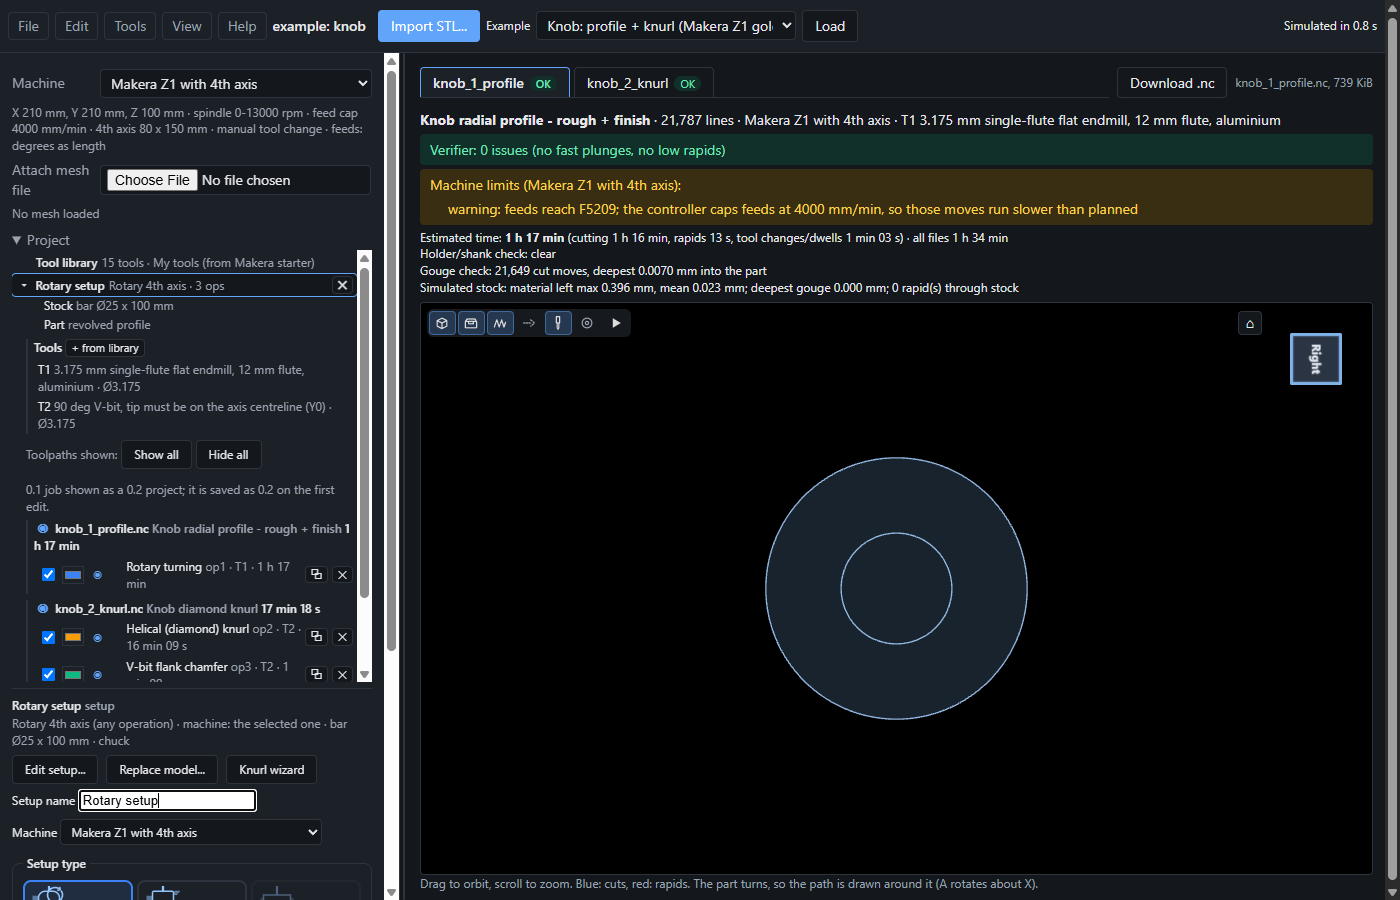 File Edit Tools View Help example: knob Import STL... Example Knob: profile + knurl (Makera Z1 gol Load Simulated in 0.8 s
Machine Makera Z1 with 4th axis
X 210 mm, Y 210 mm, Z 100 mm · spindle 0-13000 rpm · feed cap
4000 mm/min · 4th axis 80 x 150 mm · manual tool change · feeds:
degrees as length
Attach mesh
file
Choose File No file chosen
No mesh loaded
Project
Tool library 15 tools · My tools (from Makera starter)
Rotary setup Rotary 4th axis · 3 ops
Stock bar Ø25 x 100 mm
Part revolved profile
Tools + from library
T1 3.175 mm single-flute flat endmill, 12 mm flute,
aluminium · Ø3.175
T2 90 deg V-bit, tip must be on the axis centreline (Y0) ·
Ø3.175
Toolpaths shown: Show all Hide all
0.1 job shown as a 0.2 project; it is saved as 0.2 on the first
edit.
knob_1_profile.nc Knob radial profile - rough + finish 1
h 17 min
Rotary turning op1 · T1 · 1 h 17
min
knob_2_knurl.nc Knob diamond knurl 17 min 18 s
Helical (diamond) knurl op2 · T2 ·
16 min 09 s
V-bit flank chamfer op3 · T2 · 1
Rotary setup setup
Rotary 4th axis (any operation) · machine: the selected one · bar
Ø25 x 100 mm · chuck
Edit setup... Replace model... Knurl wizard
Setup name Rotary setup
Machine Makera Z1 with 4th axis
Setup type
knob_1_profile OK knob_2_knurl OK Download .nc knob_1_profile.nc, 739 KiB
Knob radial profile - rough + finish · 21,787 lines · Makera Z1 with 4th axis · T1 3.175 mm single-flute flat endmill, 12 mm flute, aluminium
Verifier: 0 issues (no fast plunges, no low rapids)
Machine limits (Makera Z1 with 4th axis):
warning: feeds reach F5209; the controller caps feeds at 4000 mm/min, so those moves run slower than planned
Estimated time: 1 h 17 min (cutting 1 h 16 min, rapids 13 s, tool changes/dwells 1 min 03 s) · all files 1 h 34 min
Holder/shank check: clear
Gouge check: 21,649 cut moves, deepest 0.0070 mm into the part
Simulated stock: material left max 0.396 mm, mean 0.023 mm; deepest gouge 0.000 mm; 0 rapid(s) through stock
Right
Drag to orbit, scroll to zoom. Blue: cuts, red: rapids. The part turns, so the path is drawn around it (A rotates about X).